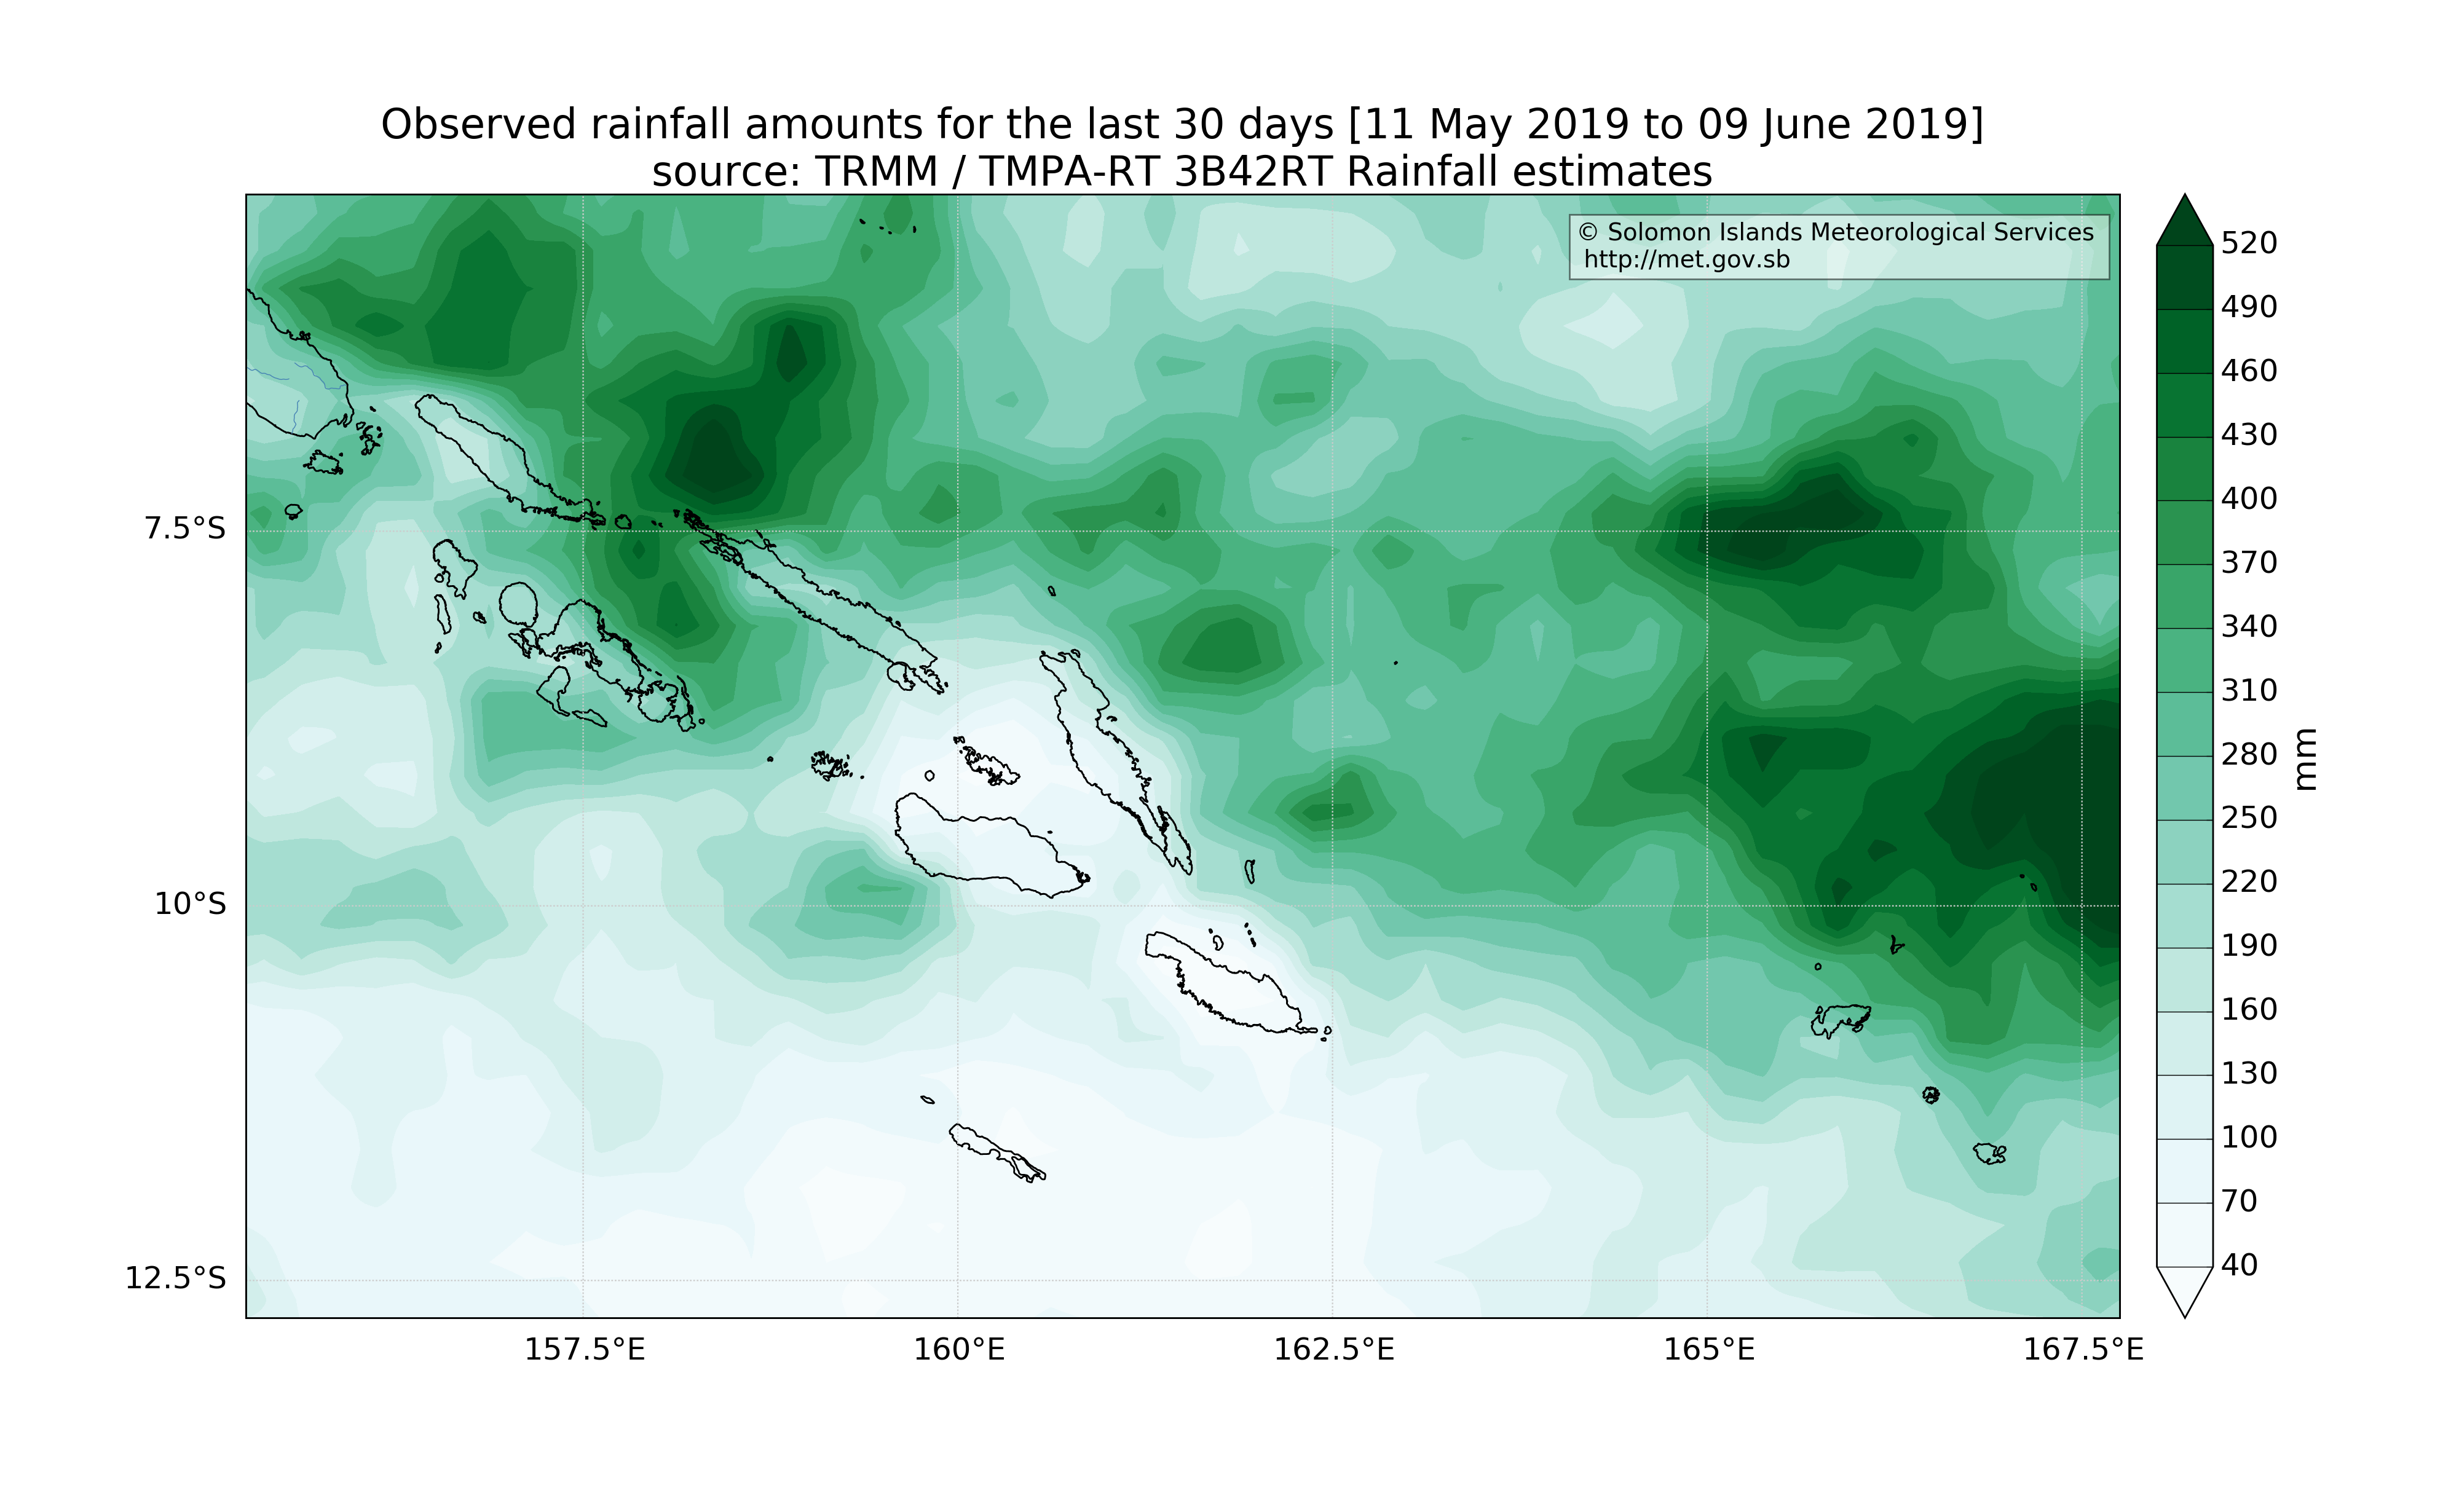 Observed rainfall amounts for the last 30 days [11 May 2019 to 09 June 2019]
source: TRMM / TMPA-RT 3B42RT Rainfall estimates
© Solomon Islands Meteorological Services
http://met.gov.sb
7.5°S
10°S
12.5°S
157.5°E
160°E
162.5°E
165°E
167.5°E
520
490
460
430
400
370
340
310
280
250
220
190
160
130
100
70
40
mm